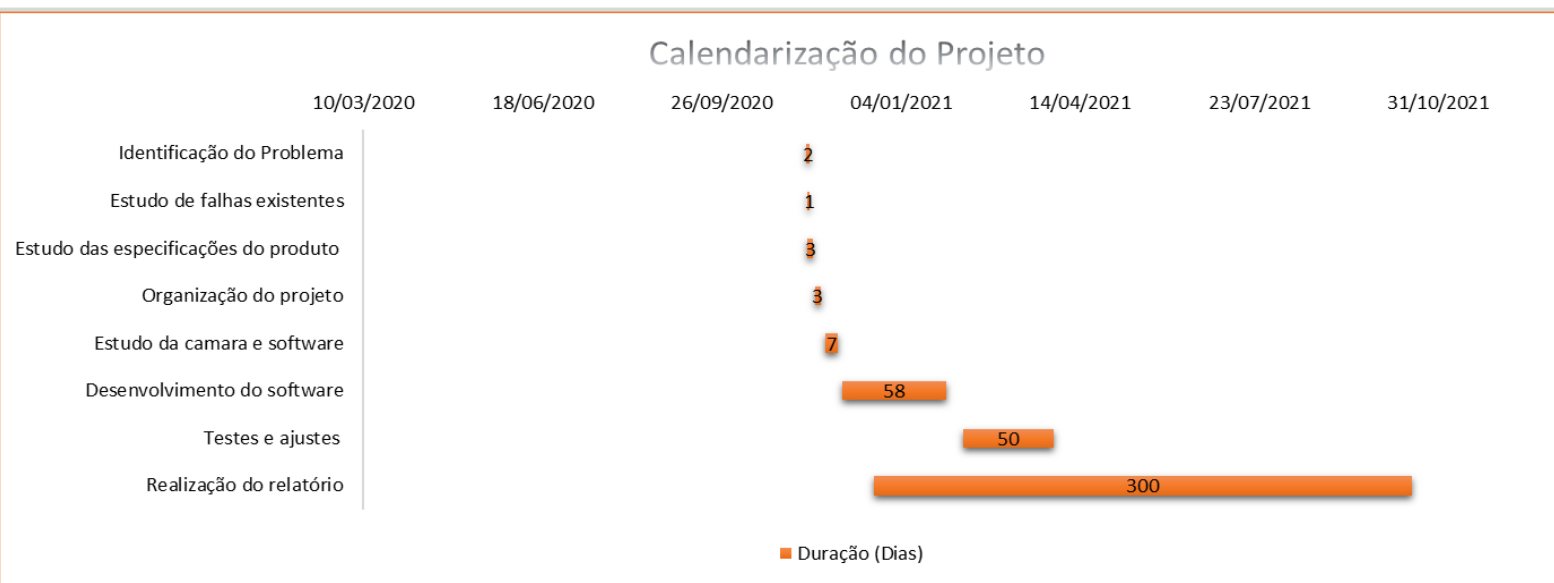 Calendarização do Projeto
10/03/2020 18/06/2020 26/09/2020 04/01/2021 14/04/2021 23/07/2021 31/10/2021
Identificação do Problema 2
Estudo de falhas existentes 1
Estudo das especificações do produto 3
Organização do projeto 3
Estudo da camara e software 7
Desenvolvimento do software 58
Testes e ajustes 50
Realização do relatório 300
Duração (Dias)